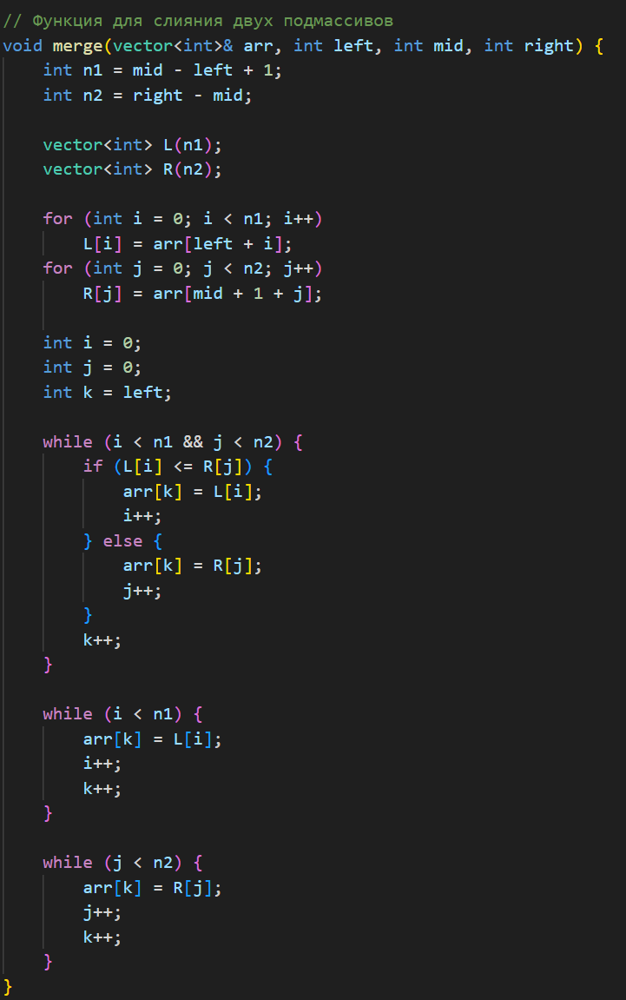 // Функция для слияния двух подмассивов
void merge(vector<int>& arr, int left, int mid, int right) {
    int n1 = mid - left + 1;
    int n2 = right - mid;

    vector<int> L(n1);
    vector<int> R(n2);

    for (int i = 0; i < n1; i++)
        L[i] = arr[left + i];
    for (int j = 0; j < n2; j++)
        R[j] = arr[mid + 1 + j];

    int i = 0;
    int j = 0;
    int k = left;

    while (i < n1 && j < n2) {
        if (L[i] <= R[j]) {
            arr[k] = L[i];
            i++;
        } else {
            arr[k] = R[j];
            j++;
        }
        k++;
    }

    while (i < n1) {
        arr[k] = L[i];
        i++;
        k++;
    }

    while (j < n2) {
        arr[k] = R[j];
        j++;
        k++;
    }
}